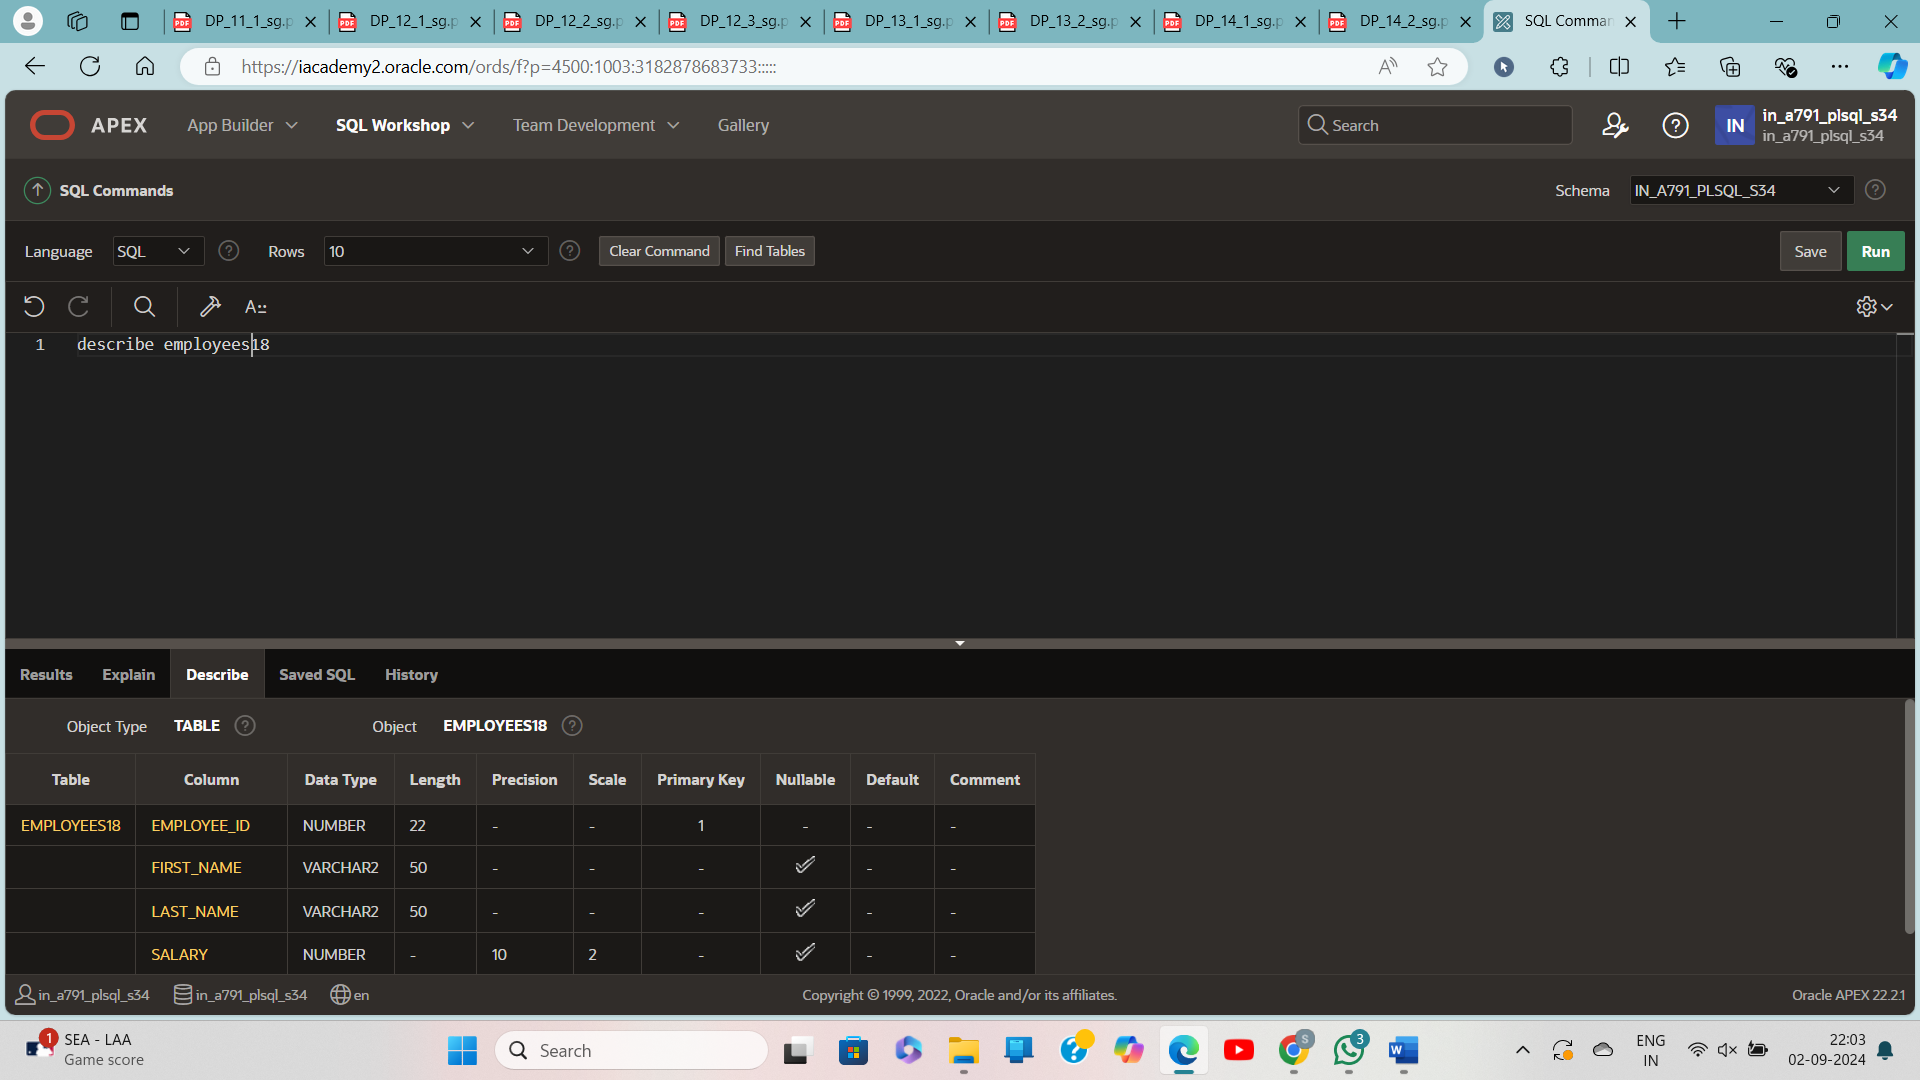 DP_11_1_sg.p
DP_12_1_sg.p
DP_12_2_sg.p
DP_12_3_sg.p
DP_13_1_sg.p
DP_13_2_sg.p
DP_14_1_sg.p
DP_14_2_sg.p
SQL Comman
https://iacademy2.oracle.com/ords/f?p=4500:1003:3182878683733:::::
APEX App Builder SQL Workshop Team Development Gallery Search IN in_a791_plsql_s34
in_a791_plsql_s34
SQL Commands Schema IN_A791_PLSQL_S34
Language SQL Rows 10 Clear Command Find Tables Save Run
1 describe employees18
Results Explain Describe Saved SQL History
Object Type TABLE Object EMPLOYEES18
Table Column Data Type Length Precision Scale Primary Key Nullable Default Comment
EMPLOYEES18 EMPLOYEE_ID NUMBER 22 - - 1 - - -
FIRST_NAME VARCHAR2 50 - - - - -
LAST_NAME VARCHAR2 50 - - - - -
SALARY NUMBER - 10 2 - - -
in_a791_plsql_s34 in_a791_plsql_s34 en Copyright © 1999, 2022, Oracle and/or its affiliates. Oracle APEX 22.2.1
1 SEA - LAA
Game score
Search
S
3
ENG
IN
22:03
02-09-2024